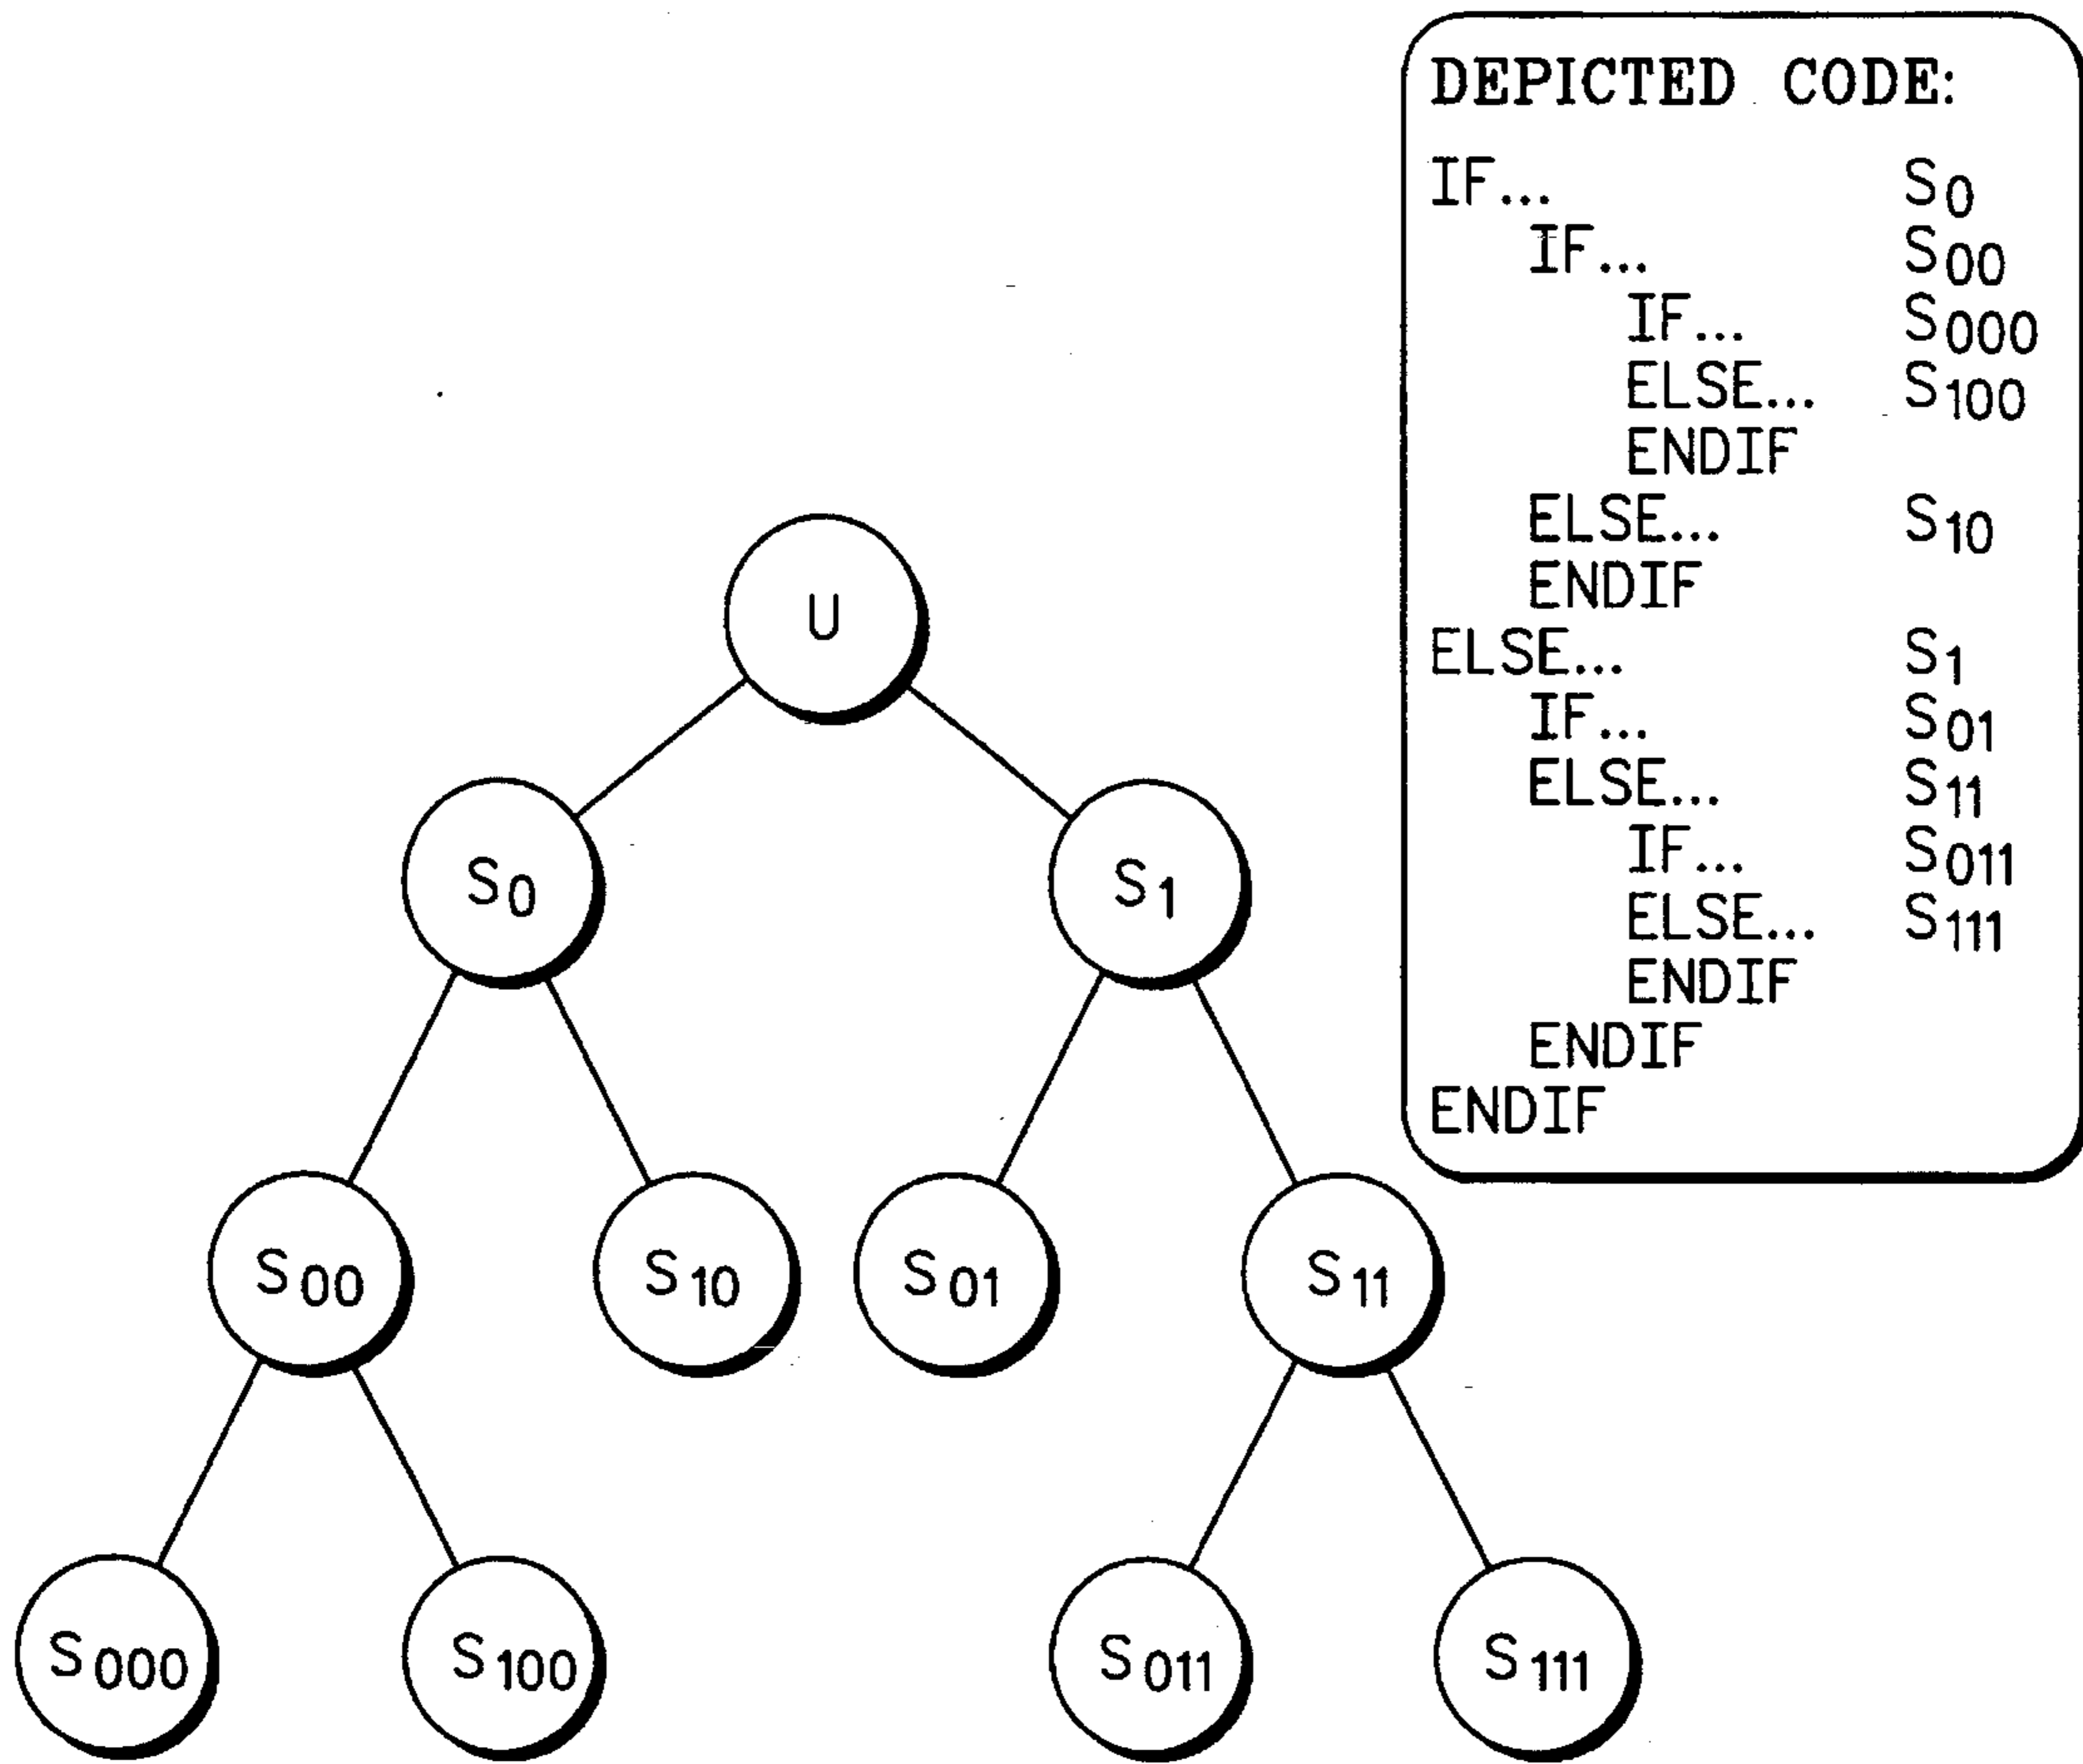 DEPICTED CODE:
IF... S0
IF... S00
IF... S000
ELSE... S100
ENDIF
ELSE... S10
ENDIF
ELSE... S1
IF... S01
ELSE... S11
IF... S011
ELSE... S111
ENDIF
ENDIF
ENDIF
U
S0 S1
S00 S10 S01 S11
S000 S100 S011 S111